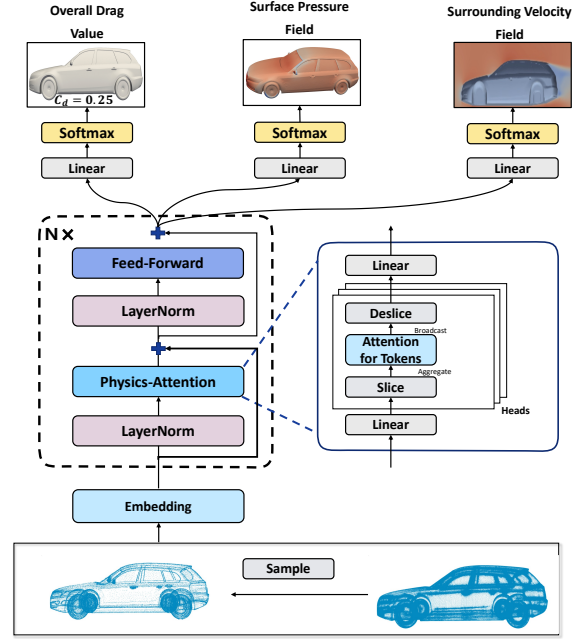 Overall Drag
Value
Surface Pressure
Field
Surrounding Velocity
Field
C_d = 0.25
Softmax
Softmax
Softmax
Linear
Linear
Linear
N×
Feed-Forward
LayerNorm
Physics-Attention
LayerNorm
Embedding
Linear
Deslice
Broadcast
Attention
for Tokens
Aggregate
Slice
Heads
Linear
Sample